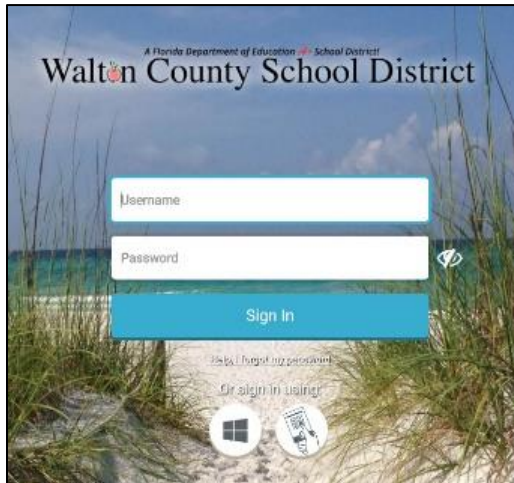 A Florida Department of Education A+ School District!
Walton County School District
Username
Password
Sign In
Help, I forgot my password
Or sign in using: